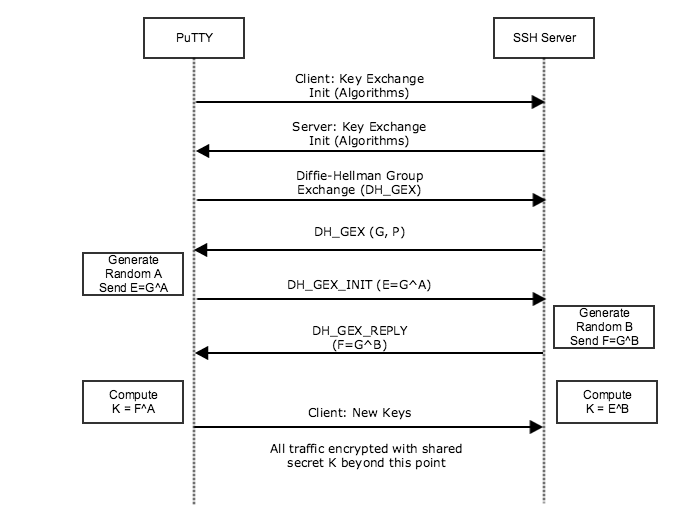 PuTTY
SSH Server
Client: Key Exchange
Init (Algorithms)
Server: Key Exchange
Init (Algorithms)
Diffie-Hellman Group
Exchange (DH_GEX)
DH_GEX (G, P)
Generate
Random A
Send E=G^A
DH_GEX_INIT (E=G^A)
Generate
Random B
Send F=G^B
DH_GEX_REPLY
(F=G^B)
Compute
K = F^A
Compute
K = E^B
Client: New Keys
All traffic encrypted with shared
secret K beyond this point